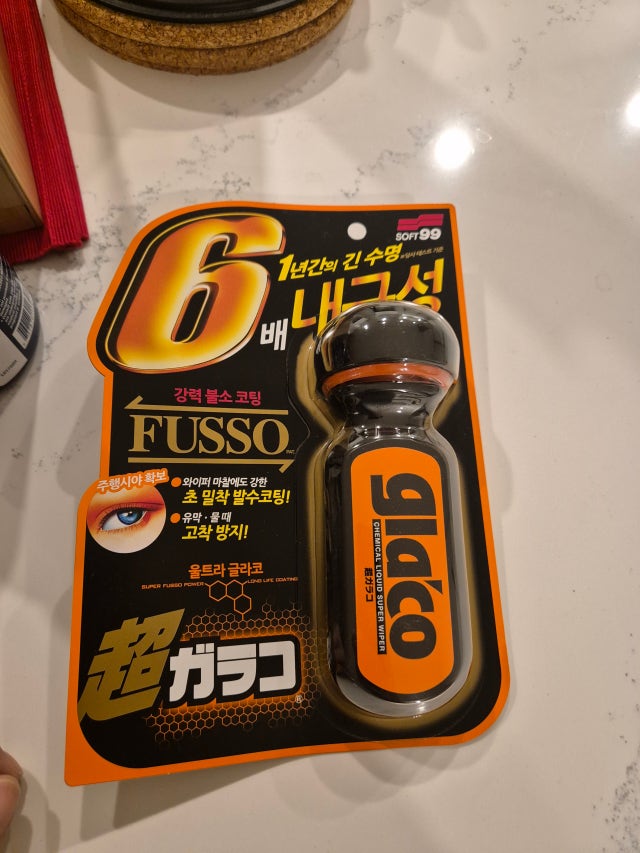 SOFT99
6배
1년간의 긴 수명
내구성
강력 불소 코팅
FUSSO
주행시야 확보
와이퍼 마찰에도 강한
초 밀착 발수코팅!
유막·물 때
고착 방지!
울트라 글라코
SUPER FUSSO POWER LONG LIFE COATING
超ガラコ®
glaco
CHEMICAL LIQUID SUPER WIPER
超ガラコ